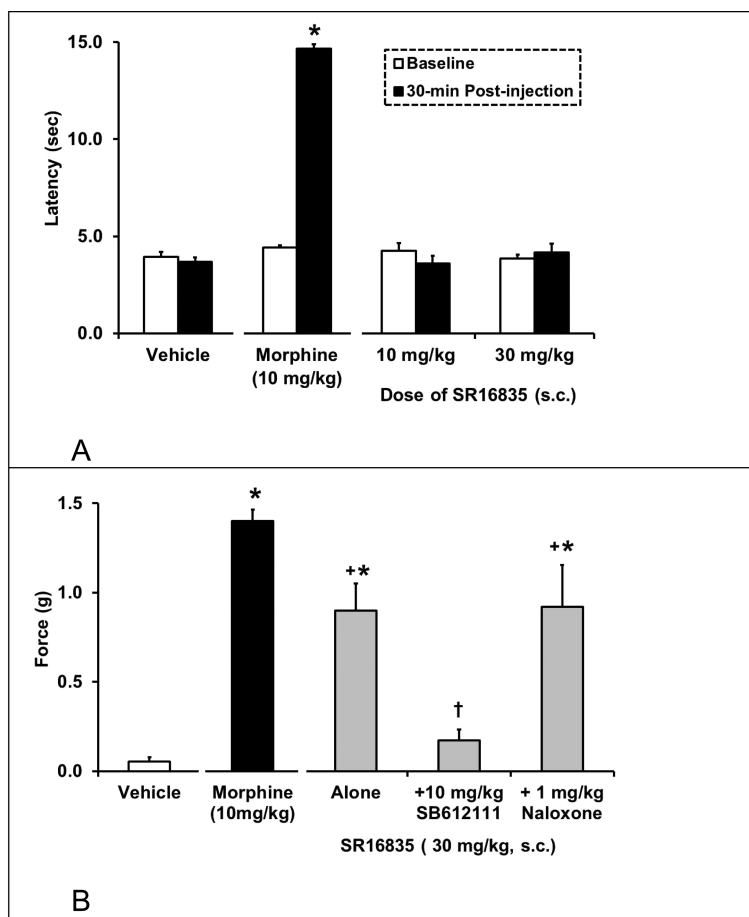 15.0
*
Baseline
30-min Post-injection
15.0
Latency (sec)
10.0
5.0
0.0
Vehicle
Morphine
(10 mg/kg)
10 mg/kg
30 mg/kg
Dose of SR16835 (s.c.)
A
1.5
*
+*
+*
1.0
Force (g)
0.5
†
0.0
Vehicle
Morphine
(10mg/kg)
Alone
+10 mg/kg
SB612111
+ 1 mg/kg
Naloxone
SR16835 ( 30 mg/kg, s.c.)
B